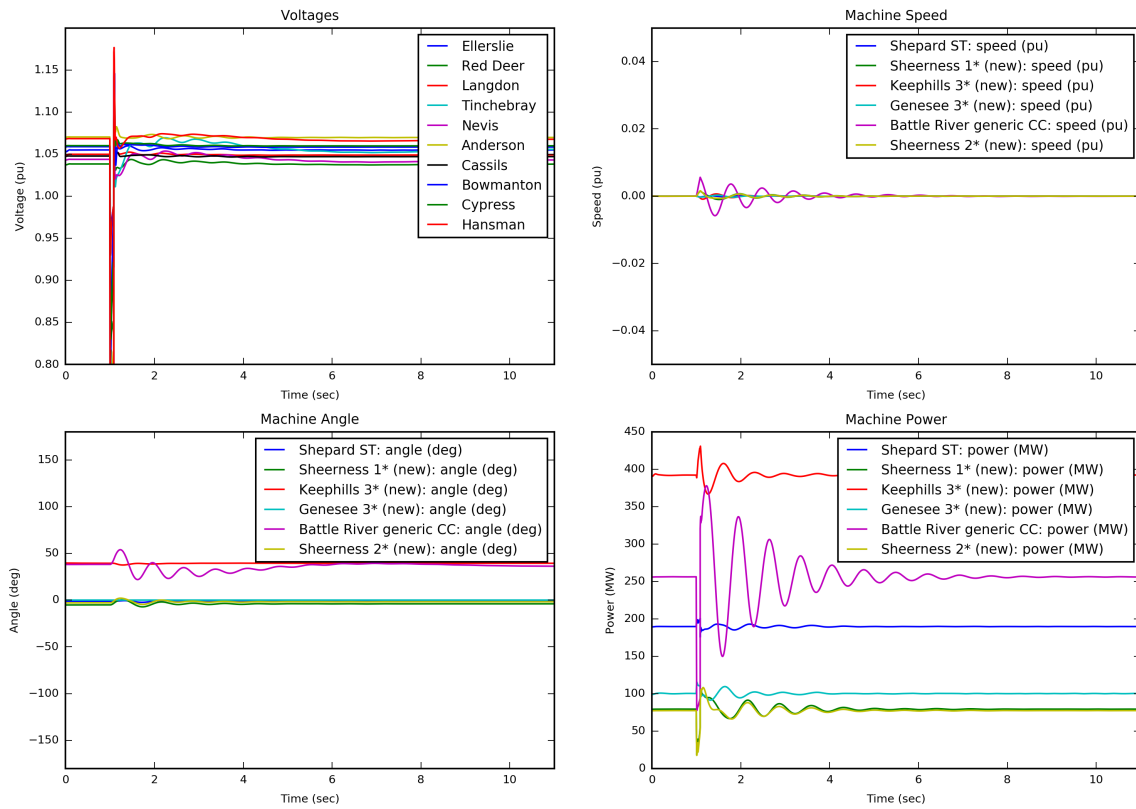 Voltages
1.15
1.10
1.05
1.00
0.95
0.90
0.85
0.80
Voltage (pu)
Ellerslie
Red Deer
Langdon
Tinchebray
Nevis
Anderson
Cassils
Bowmanton
Cypress
Hansman
0 2 4 6 8 10
Time (sec)
Machine Speed
0.04
0.02
0.00
−0.02
−0.04
Speed (pu)
Shepard ST: speed (pu)
Sheerness 1* (new): speed (pu)
Keephills 3* (new): speed (pu)
Genesee 3* (new): speed (pu)
Battle River generic CC: speed (pu)
Sheerness 2* (new): speed (pu)
0 2 4 6 8 10
Time (sec)
Machine Angle
150
100
50
0
−50
−100
−150
Angle (deg)
Shepard ST: angle (deg)
Sheerness 1* (new): angle (deg)
Keephills 3* (new): angle (deg)
Genesee 3* (new): angle (deg)
Battle River generic CC: angle (deg)
Sheerness 2* (new): angle (deg)
0 2 4 6 8 10
Time (sec)
Machine Power
450
400
350
300
250
200
150
100
50
0
Power (MW)
Shepard ST: power (MW)
Sheerness 1* (new): power (MW)
Keephills 3* (new): power (MW)
Genesee 3* (new): power (MW)
Battle River generic CC: power (MW)
Sheerness 2* (new): power (MW)
0 2 4 6 8 10
Time (sec)